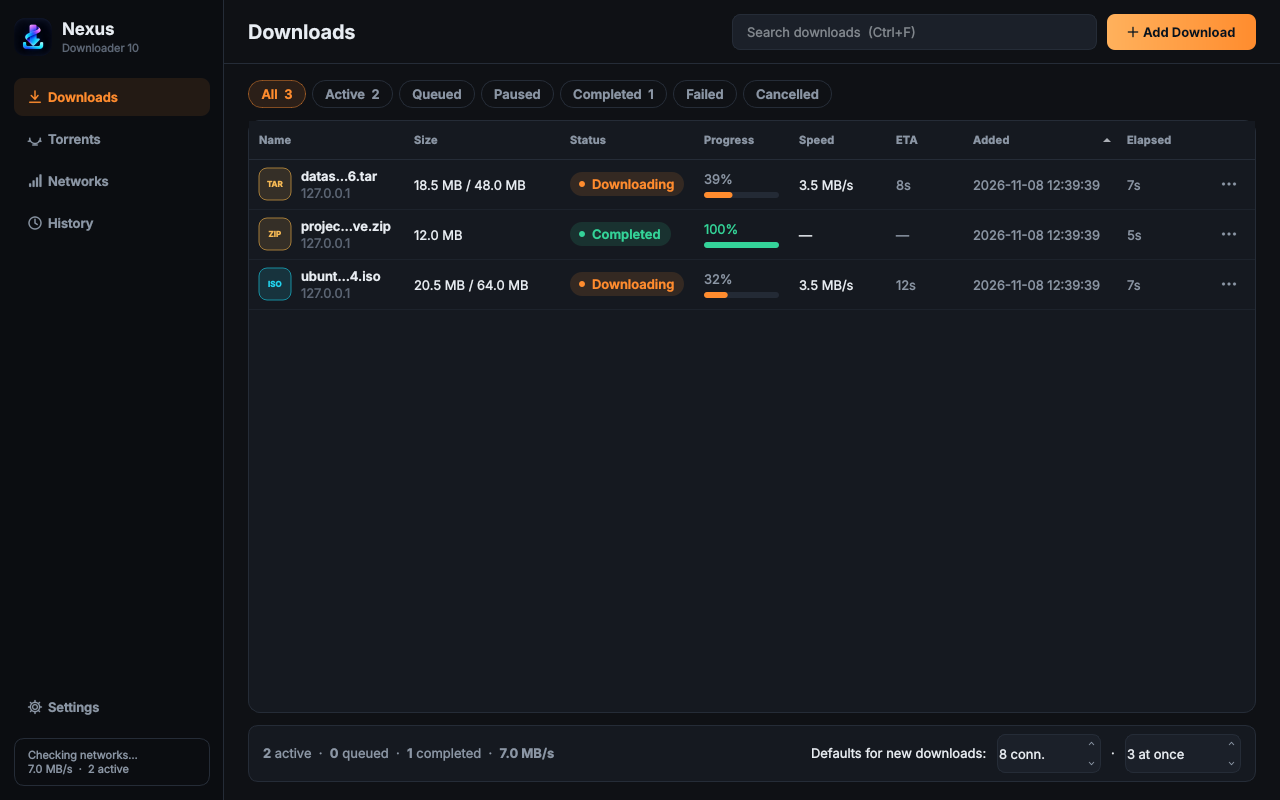 Nexus
Downloader 10
Downloads
Torrents
Networks
History
Settings
Checking networks...
7.0 MB/s · 2 active
Downloads
Search downloads (Ctrl+F)
+ Add Download
All 3 Active 2 Queued Paused Completed 1 Failed Cancelled
Name Size Status Progress Speed ETA Added Elapsed
TAR datas...6.tar 127.0.0.1 18.5 MB / 48.0 MB Downloading 39% 3.5 MB/s 8s 2026-11-08 12:39:39 7s ···
ZIP projec...ve.zip 127.0.0.1 12.0 MB Completed 100% — — 2026-11-08 12:39:39 5s ···
ISO ubunt...4.iso 127.0.0.1 20.5 MB / 64.0 MB Downloading 32% 3.5 MB/s 12s 2026-11-08 12:39:39 7s ···
2 active · 0 queued · 1 completed · 7.0 MB/s
Defaults for new downloads: 8 conn. · 3 at once